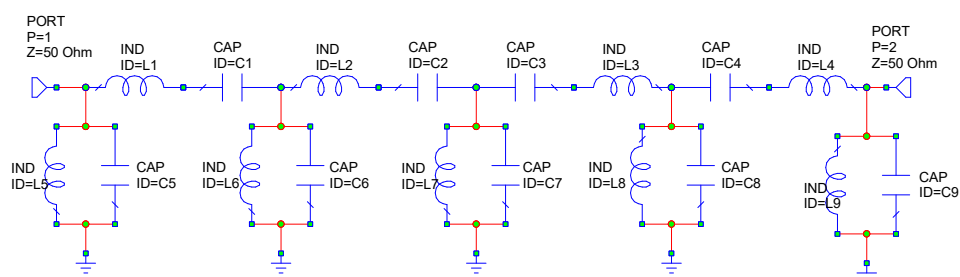 PORT
P=1
Z=50 Ohm
IND
ID=L1
CAP
ID=C1
IND
ID=L2
CAP
ID=C2
CAP
ID=C3
IND
ID=L3
CAP
ID=C4
IND
ID=L4
PORT
P=2
Z=50 Ohm
IND
ID=L5
CAP
ID=C5
IND
ID=L6
CAP
ID=C6
IND
ID=L7
CAP
ID=C7
IND
ID=L8
CAP
ID=C8
IND
ID=L9
CAP
ID=C9